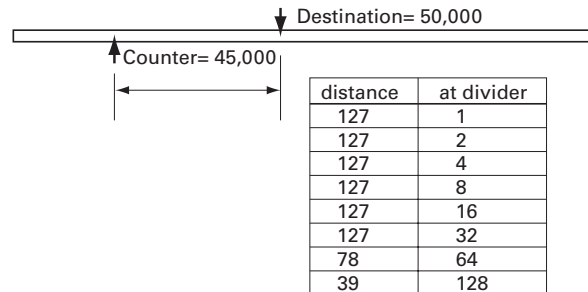 Destination= 50,000
Counter= 45,000
distance at divider
127 1
127 2
127 4
127 8
127 16
127 32
78 64
39 128